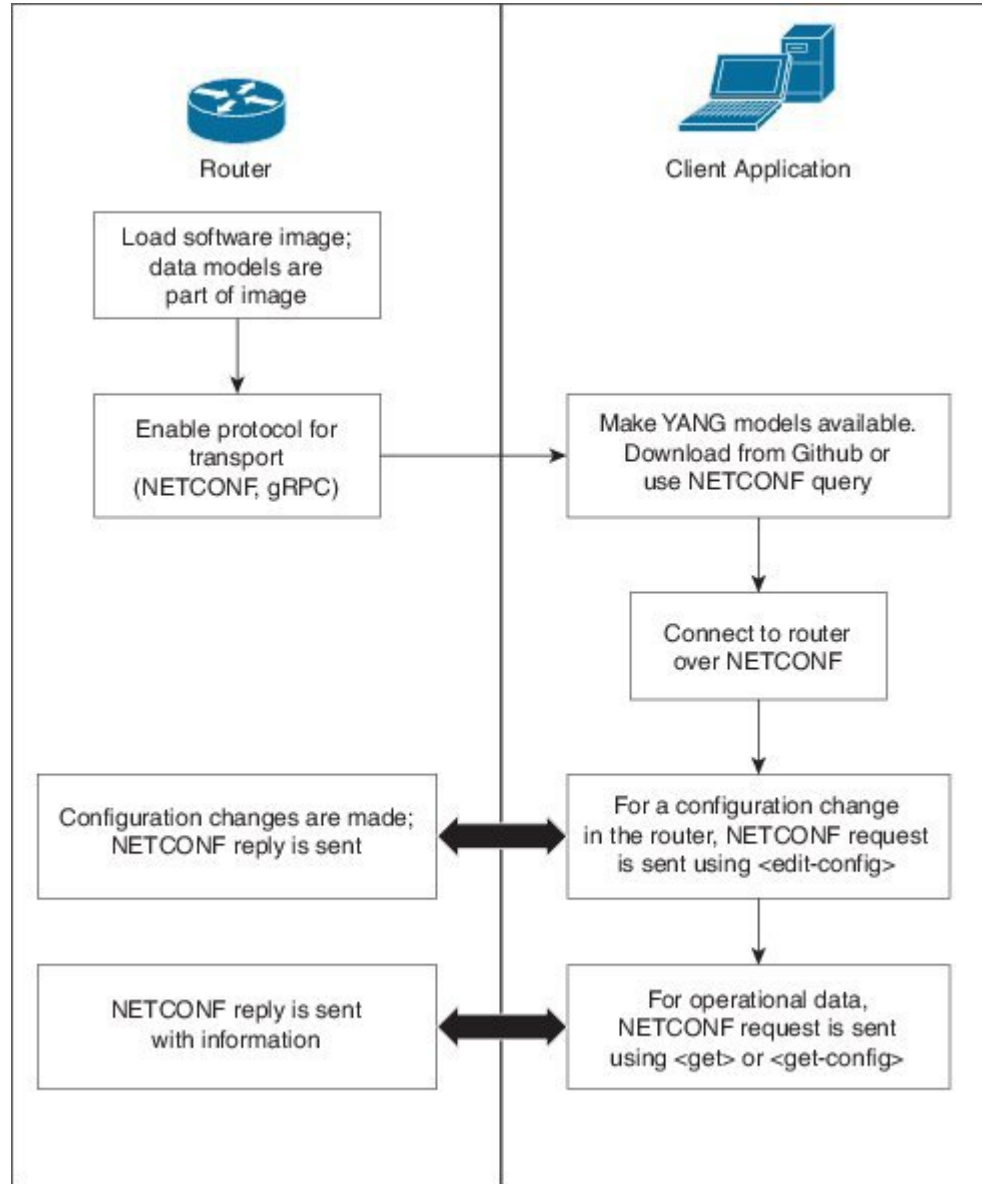 Router
Client Application
Load software image;
data models are
part of image
Enable protocol for
transport
(NETCONF, gRPC)
Make YANG models available.
Download from Github or
use NETCONF query
Connect to router
over NETCONF
Configuration changes are made;
NETCONF reply is sent
For a configuration change
in the router, NETCONF request
is sent using <edit-config>
NETCONF reply is sent
with information
For operational data,
NETCONF request is sent
using <get> or <get-config>